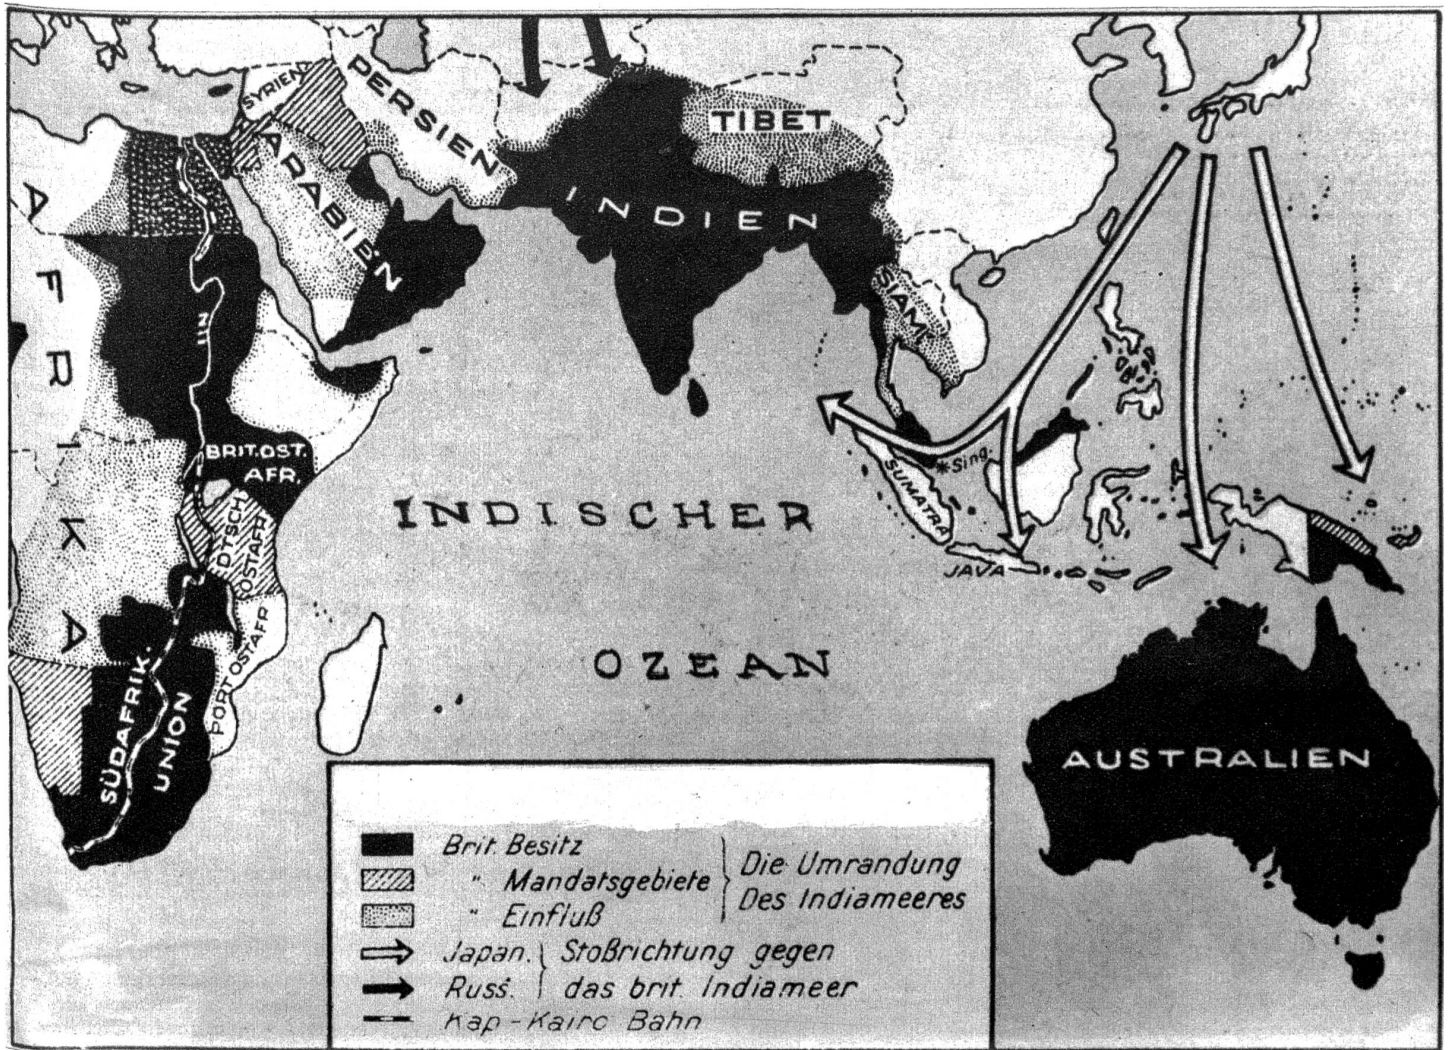 SYRIEN
PERSIEN
TIBET
ARABIEN
INDIEN
AFRIKA
SIAM
BRIT.OST.
AFR.
*Sing.
SUMATRA
INDISCHER
DTSCH.
OSTAFR.
JAVA
PORT OSTAFR
OZEAN
SÜDAFRIK.
UNION
AUSTRALIEN
Brit. Besitz
" Mandatsgebiete
" Einfluß
Die Umrandung
Des Indiameeres
Japan.
Russ.
Stoßrichtung gegen
das brit. Indiameer
Kap-Kairo Bahn